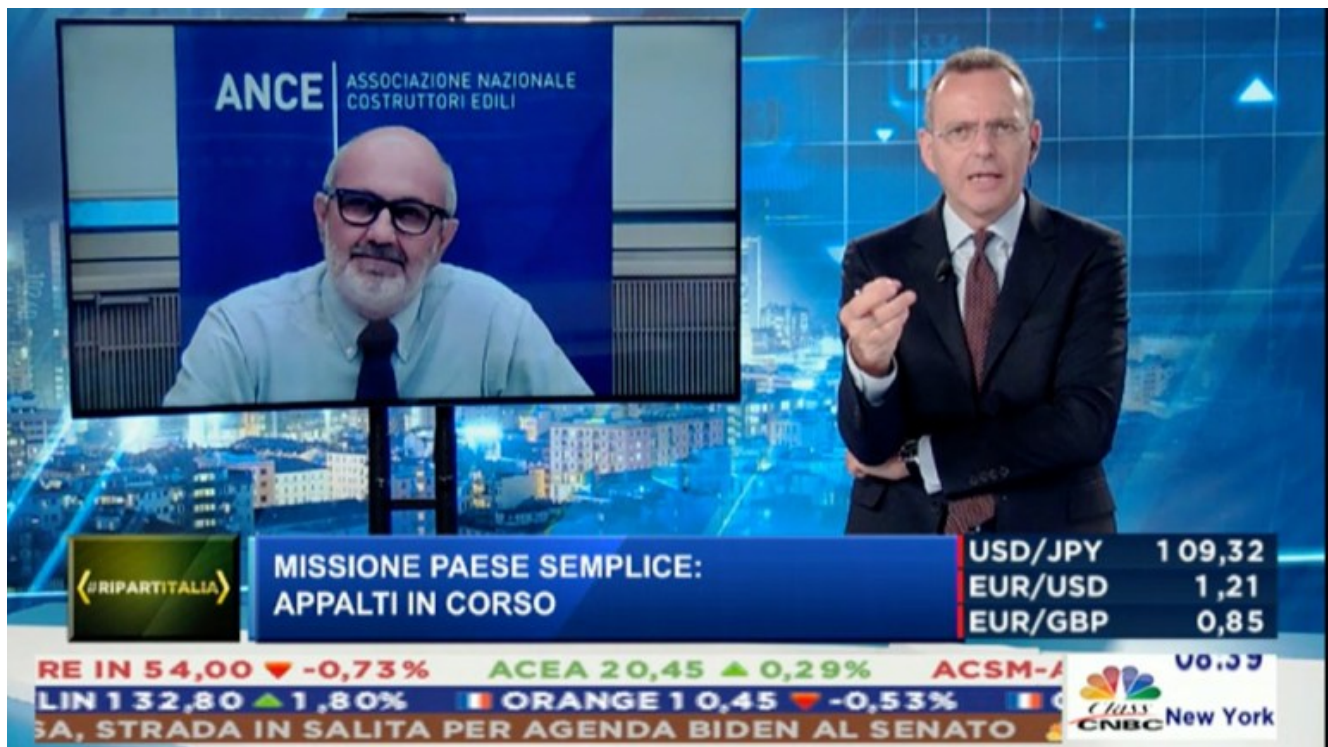 ANCE
ASSOCIAZIONE NAZIONALE
COSTRUTTORI EDILI
#RIPARTITALIA
MISSIONE PAESE SEMPLICE:
APPALTI IN CORSO
USD/JPY 109,32
EUR/USD 1,21
EUR/GBP 0,85
RE IN 54,00 -0,73% ACEA 20,45 0,29% ACSM-A
LIN 132,80 1,80% ORANGE 10,45 -0,53%
SA, STRADA IN SALITA PER AGENDA BIDEN AL SENATO
08:39
Class
CNBC
New York